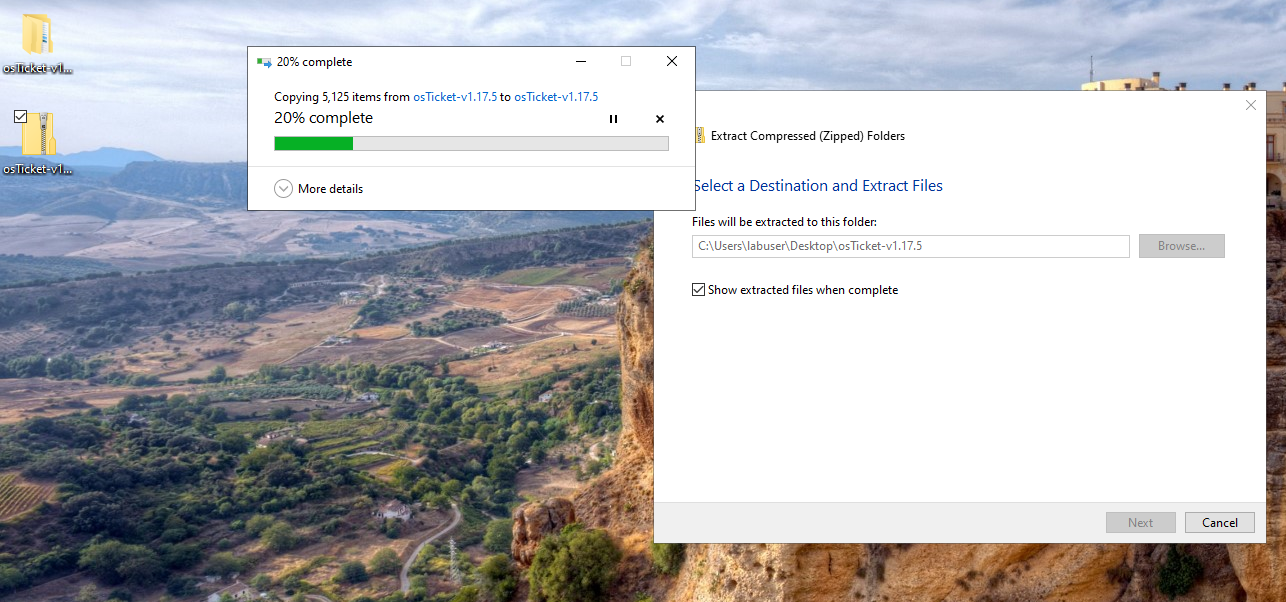 osTicket-v1...
osTicket-v1...
20% complete
Copying 5,125 items from osTicket-v1.17.5 to osTicket-v1.17.5
20% complete
More details
Extract Compressed (Zipped) Folders
Select a Destination and Extract Files
Files will be extracted to this folder:
C:\Users\labuser\Desktop\osTicket-v1.17.5
Browse...
Show extracted files when complete
Next
Cancel